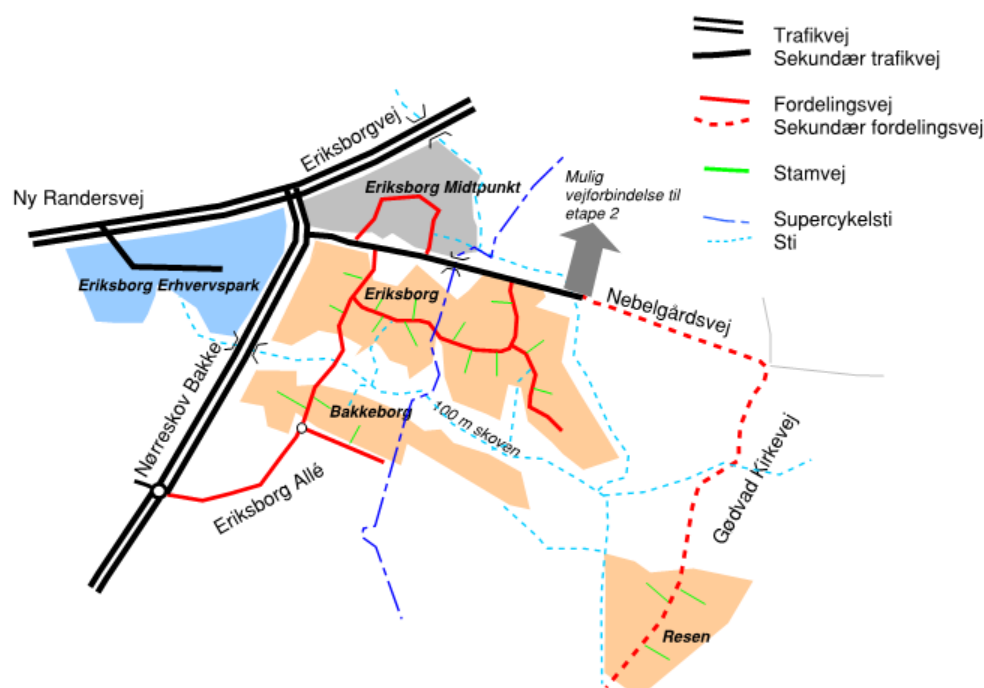 Trafikvej
Sekundær trafikvej
Fordelingsvej
Sekundær fordelingsvej
Stamvej
Supercykelsti
Sti
Eriksborgvej
Ny Randersvej
Eriksborg Midtpunkt
Mulig
vejforbindelse til
etape 2
Eriksborg Erhvervspark
Eriksborg
Nebelgårdsvej
Nørreskov Bakke
Bakkeborg
100 m skoven
Eriksborg Allé
Gødvad Kirkevej
Resen